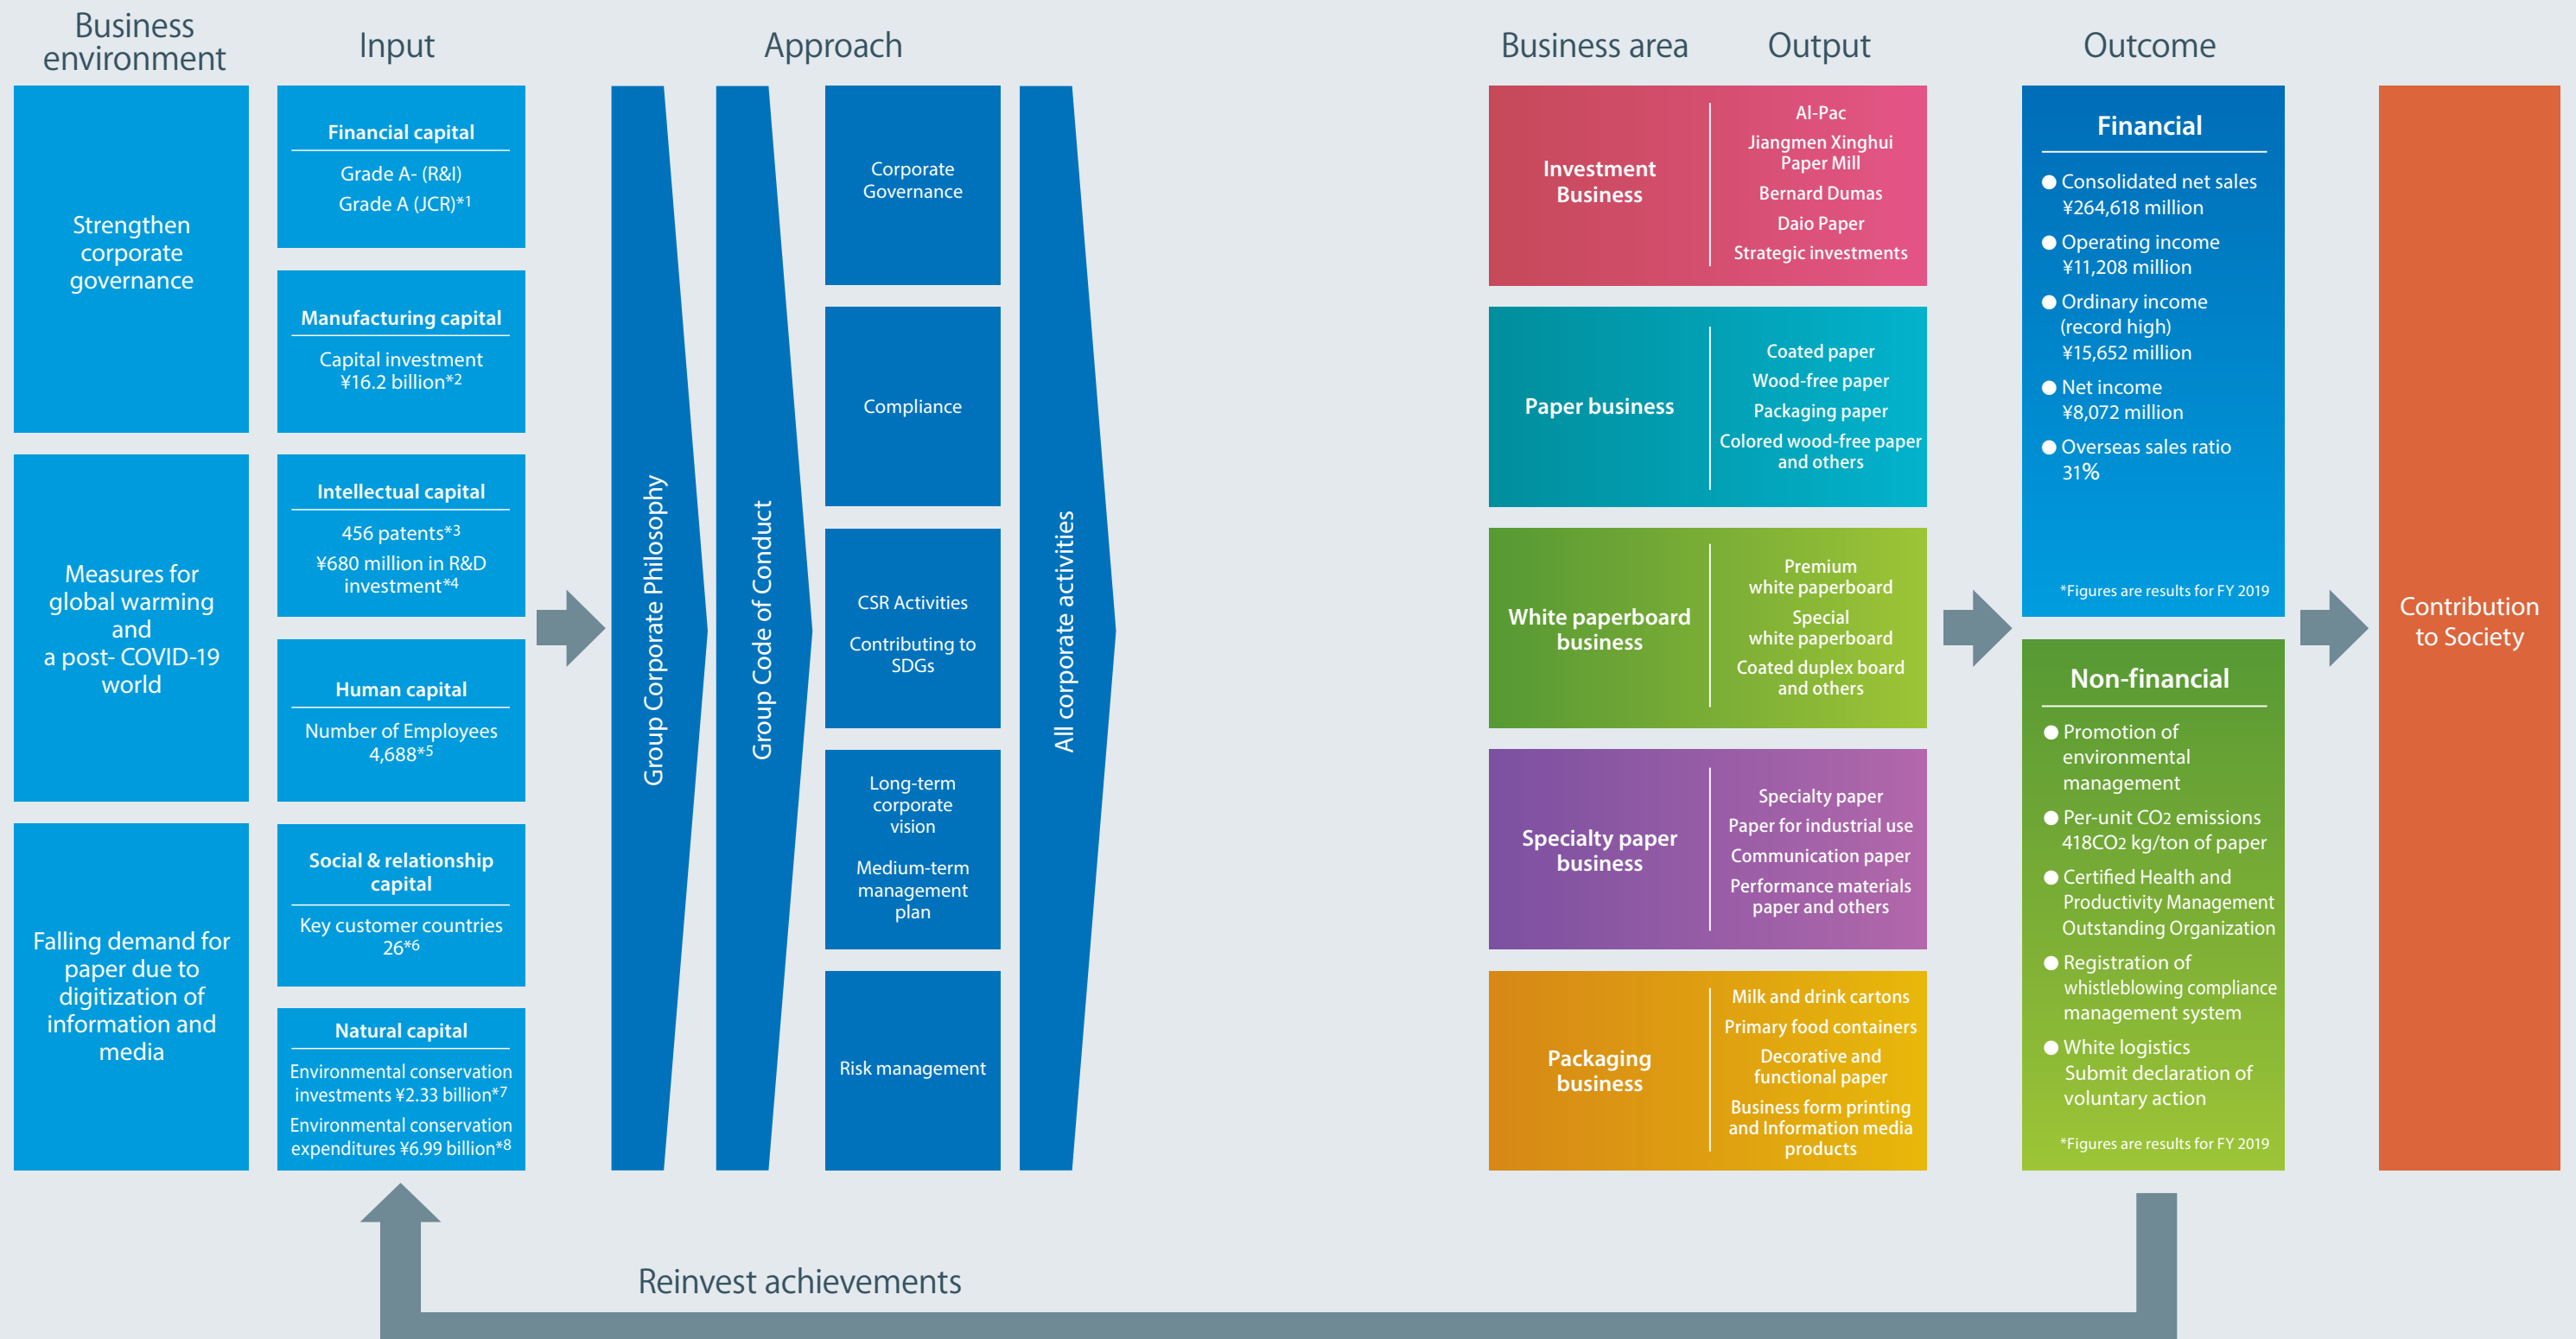 Business
environment
Input
Approach
Business area
Output
Outcome
Strengthen
corporate
governance
Measures for
global warming
and
a post- COVID-19
world
Falling demand for
paper due to
digitization of
information and
media
Financial capital
Grade A- (R&I)
Grade A (JCR)*1
Manufacturing capital
Capital investment
¥16.2 billion*2
Intellectual capital
456 patents*3
¥680 million in R&D
investment*4
Human capital
Number of Employees
4,688*5
Social & relationship
capital
Key customer countries
26*6
Natural capital
Environmental conservation
investments ¥2.33 billion*7
Environmental conservation
expenditures ¥6.99 billion*8
Group Corporate Philosophy
Group Code of Conduct
Corporate
Governance
Compliance
CSR Activities
Contributing to
SDGs
Long-term
corporate
vision
Medium-term
management
plan
Risk management
All corporate activities
Investment
Business
Al-Pac
Jiangmen Xinghui
Paper Mill
Bernard Dumas
Daio Paper
Strategic investments
Paper business
Coated paper
Wood-free paper
Packaging paper
Colored wood-free paper
and others
White paperboard
business
Premium
white paperboard
Special
white paperboard
Coated duplex board
and others
Specialty paper
business
Specialty paper
Paper for industrial use
Communication paper
Performance materials
paper and others
Packaging
business
Milk and drink cartons
Primary food containers
Decorative and
functional paper
Business form printing
and Information media
products
Financial
● Consolidated net sales
¥264,618 million
● Operating income
¥11,208 million
● Ordinary income
(record high)
¥15,652 million
● Net income
¥8,072 million
● Overseas sales ratio
31%
*Figures are results for FY 2019
Non-financial
● Promotion of
environmental
management
● Per-unit CO2 emissions
418CO2 kg/ton of paper
● Certified Health and
Productivity Management
Outstanding Organization
● Registration of
whistleblowing compliance
management system
● White logistics
Submit declaration of
voluntary action
*Figures are results for FY 2019
Contribution
to Society
Reinvest achievements